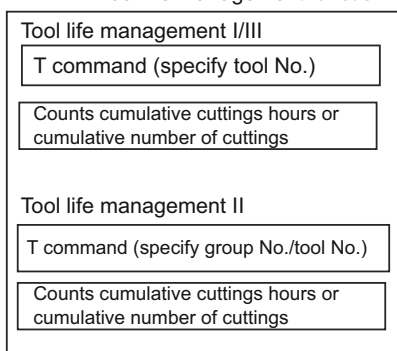 Tool life management I/III
T command (specify tool No.)
Counts cumulative cuttings hours or
cumulative number of cuttings
Tool life management II
T command (specify group No./tool No.)
Counts cumulative cuttings hours or
cumulative number of cuttings